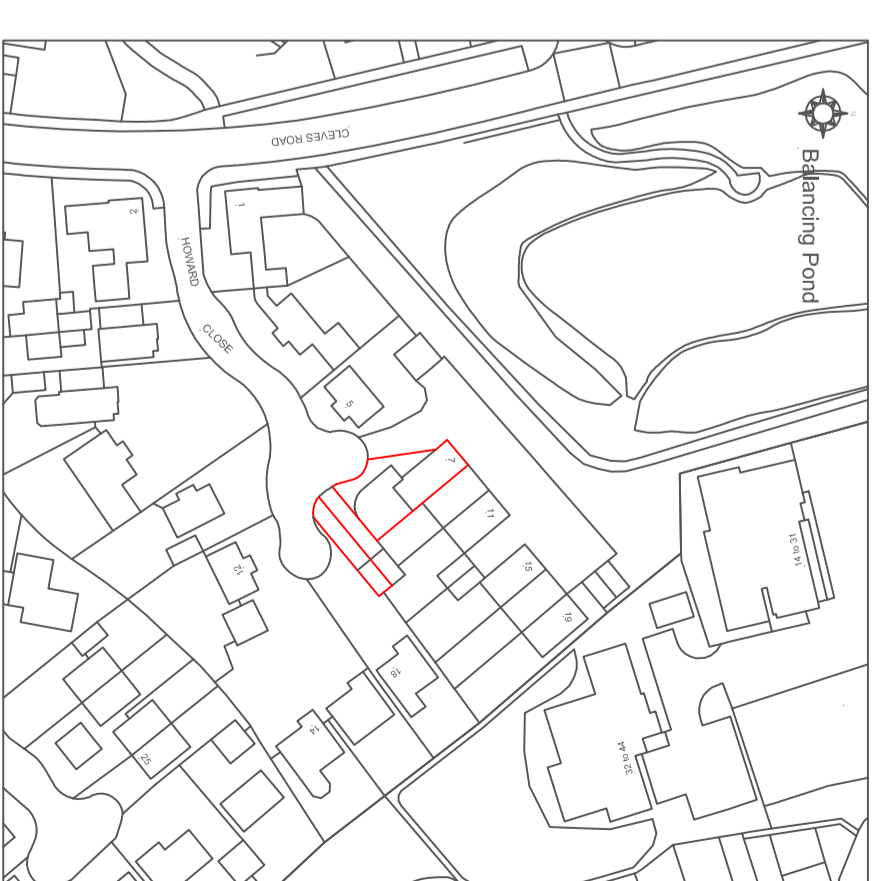 N
Balancing Pond
CLEVES ROAD
2
1
HOWARD
CLOSE
5
7
11
15
14 to 31
12
19
18
14
32 to 44
25